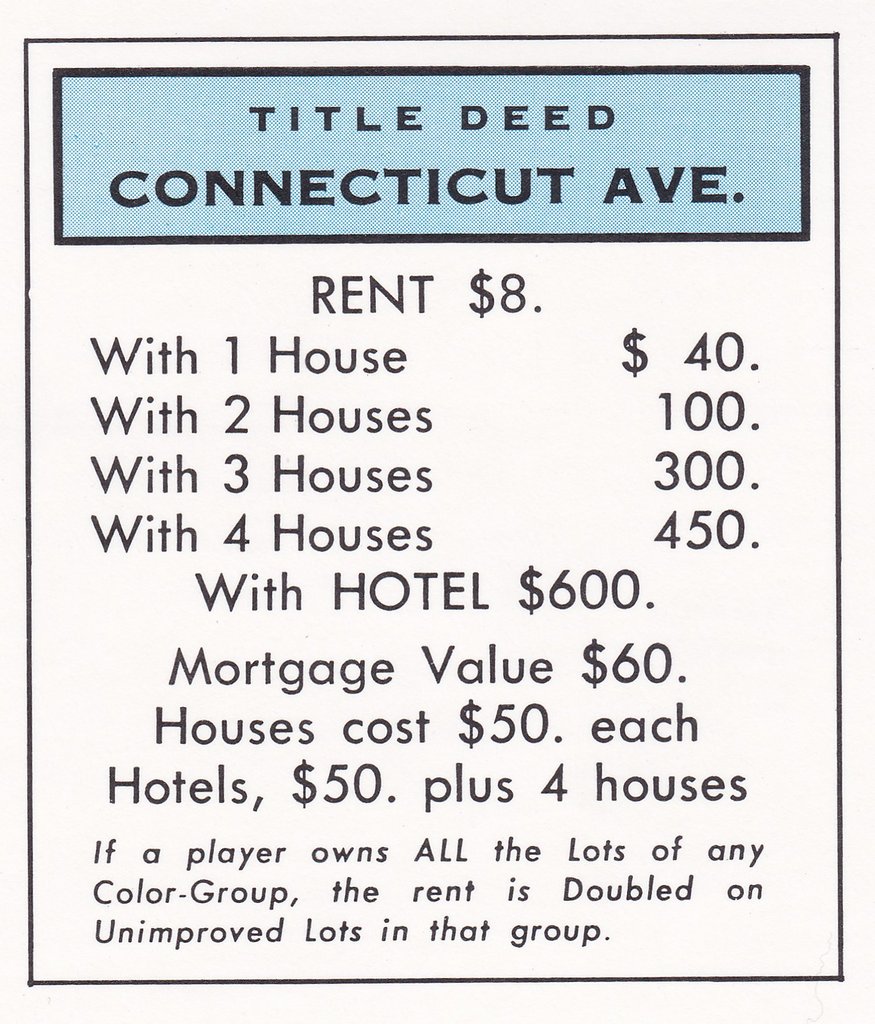 TITLE DEED
CONNECTICUT AVE.
RENT $8.
With 1 House $ 40.
With 2 Houses 100.
With 3 Houses 300.
With 4 Houses 450.
With HOTEL $600.
Mortgage Value $60.
Houses cost $50. each
Hotels, $50. plus 4 houses
If a player owns ALL the Lots of any
Color-Group, the rent is Doubled on
Unimproved Lots in that group.